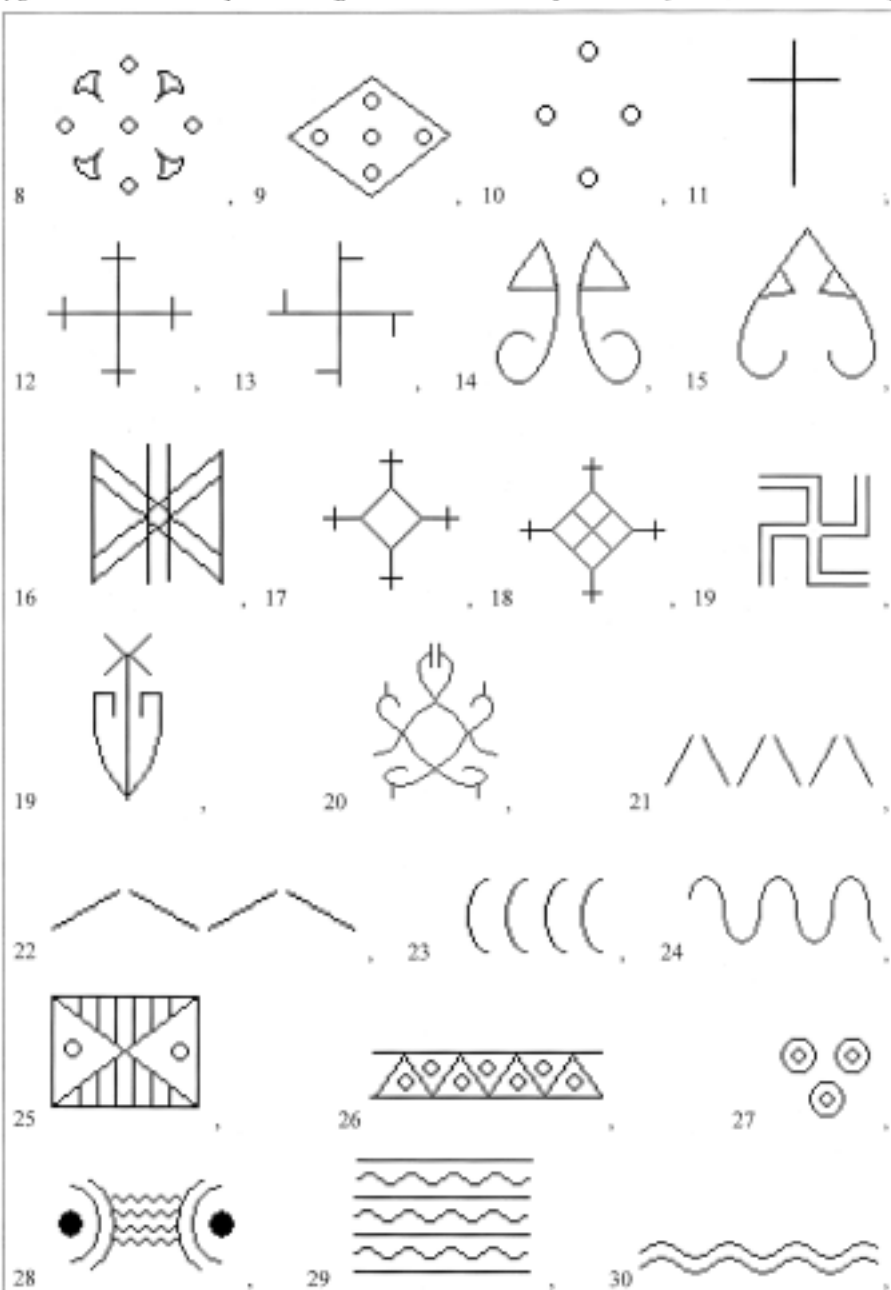 8 , 9 , 10 , 11 ;
12 , 13 , 14 , 15 ,
16 , 17 , 18 , 19 ,
19 , 20 , 21 ,
22 , 23 , 24 ,
25 , 26 , 27 ,
28 , 29 , 30 ,